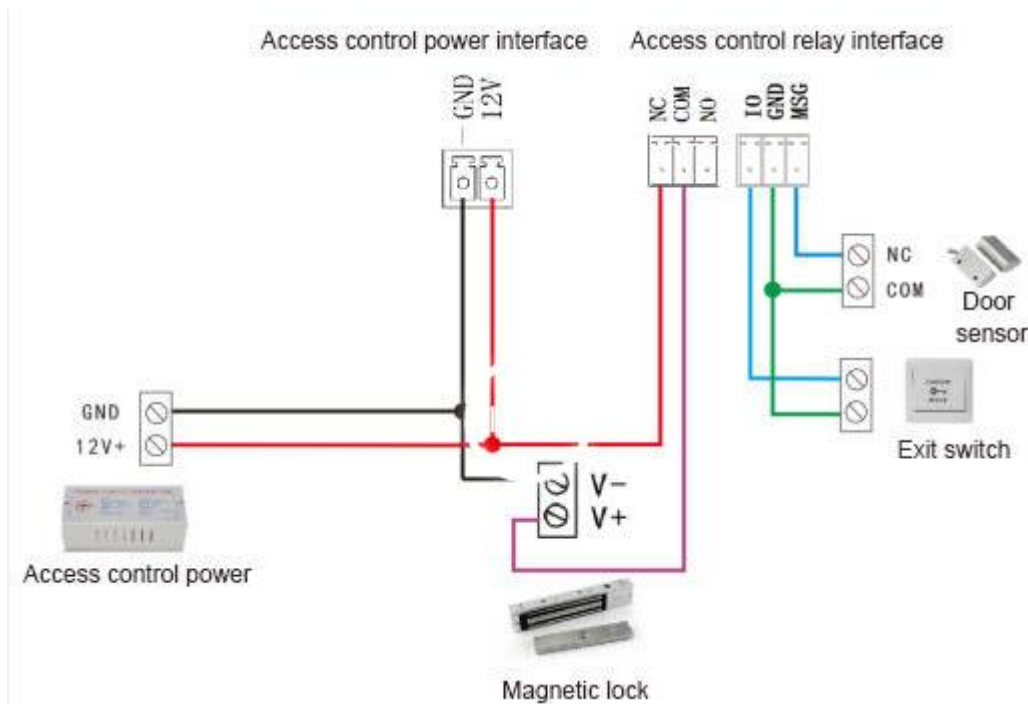 Access control power interface
Access control relay interface
GND
12V
NC
COM
NO
IO
GND
MSG
NC
COM
Door
sensor
GND
12V+
Exit switch
V-
V+
Access control power
Magnetic lock